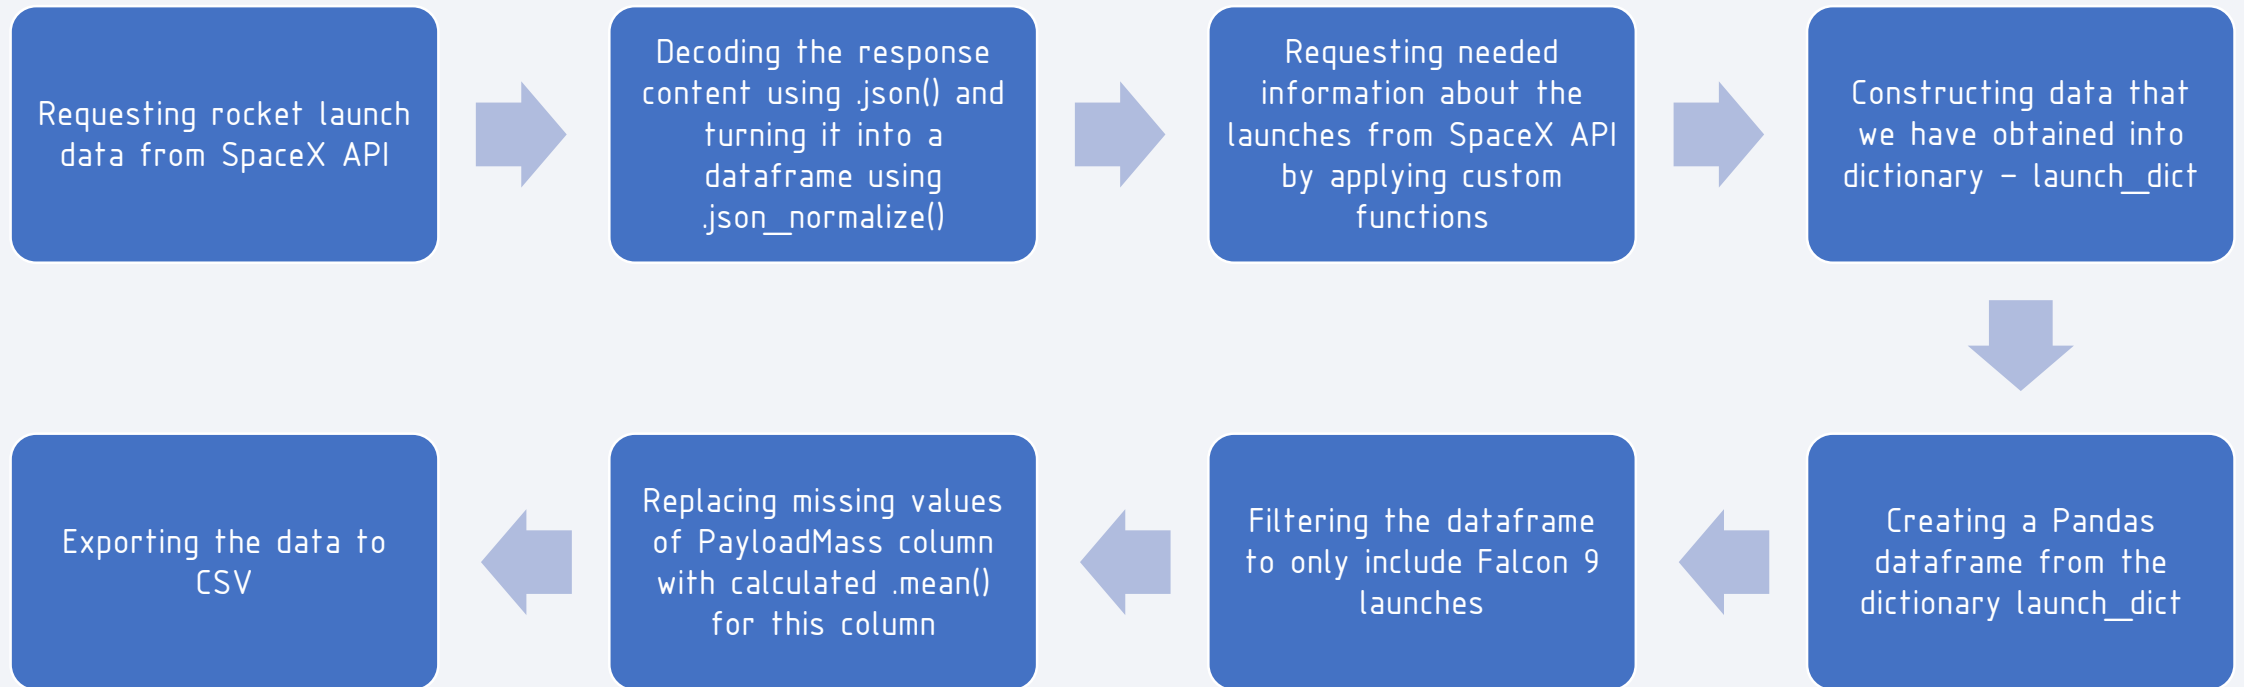 Requesting rocket launch
data from SpaceX API
Decoding the response
content using .json() and
turning it into a
dataframe using
.json_normalize()
Requesting needed
information about the
launches from SpaceX API
by applying custom
functions
Constructing data that
we have obtained into
dictionary – launch_dict
Creating a Pandas
dataframe from the
dictionary launch_dict
Filtering the dataframe
to only include Falcon 9
launches
Replacing missing values
of PayloadMass column
with calculated .mean()
for this column
Exporting the data to
CSV